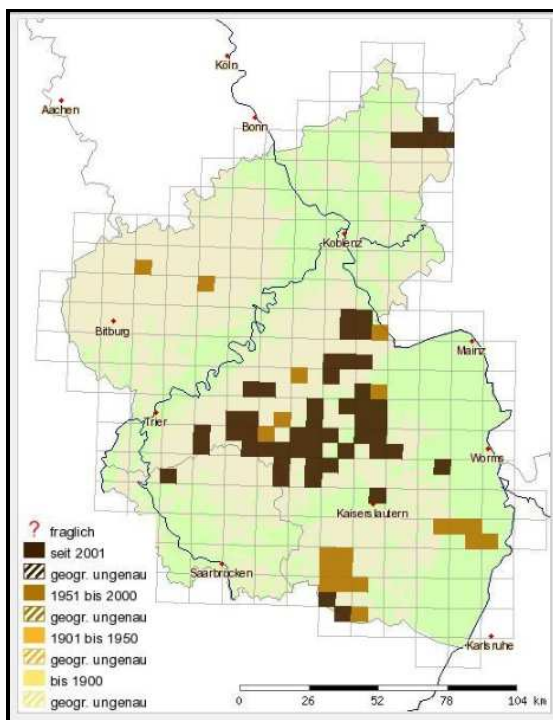 Köln
Aachen
Bonn
Koblenz
Bitburg
Mainz
Trier
Worms
Kaiserslautern
Saarbrücken
Karlsruhe
? fraglich
seit 2001
geogr. ungenau
1951 bis 2000
geogr. ungenau
1901 bis 1950
geogr. ungenau
bis 1900
geogr. ungenau
0 26 52 78 104 km